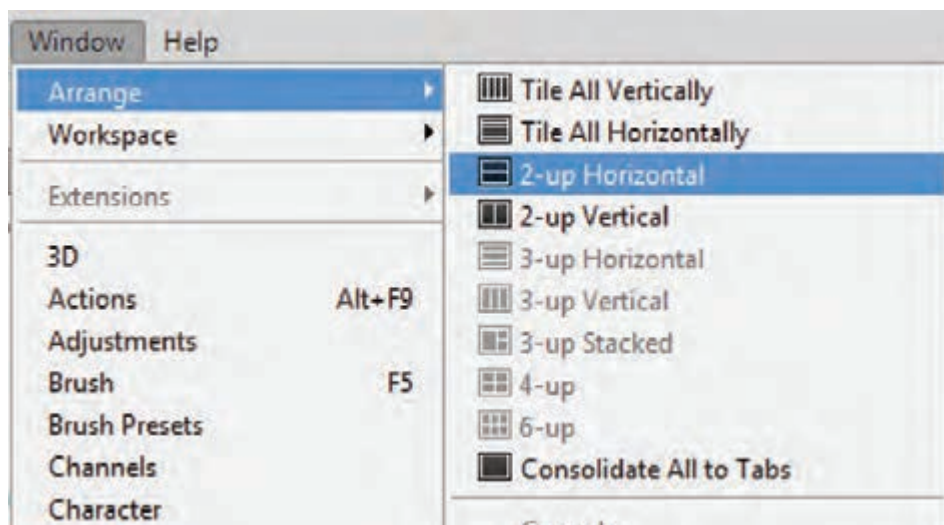 Window Help
Arrange
Workspace
Extensions
3D
Actions Alt+F9
Adjustments
Brush F5
Brush Presets
Channels
Character
Tile All Vertically
Tile All Horizontally
2-up Horizontal
2-up Vertical
3-up Horizontal
3-up Vertical
3-up Stacked
4-up
6-up
Consolidate All to Tabs